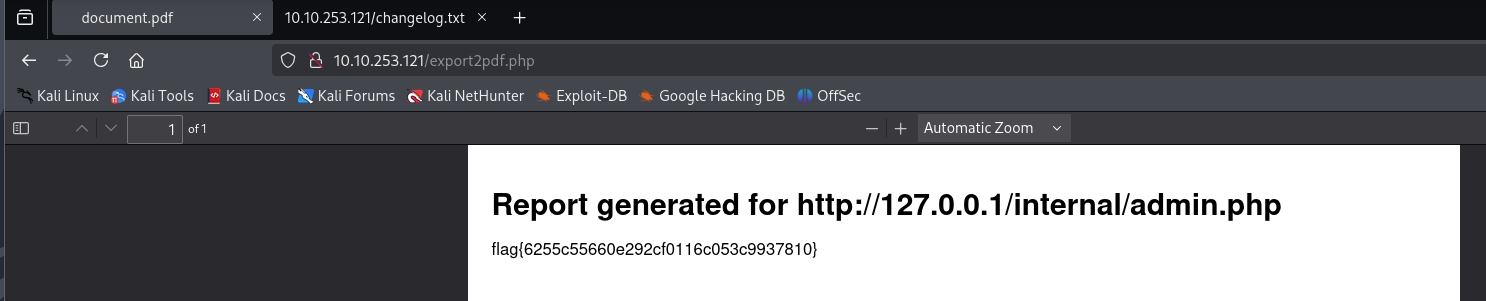 document.pdf
10.10.253.121/changelog.txt
10.10.253.121/export2pdf.php
Kali Linux
Kali Tools
Kali Docs
Kali Forums
Kali NetHunter
Exploit-DB
Google Hacking DB
OffSec
1 of 1
Automatic Zoom
Report generated for http://127.0.0.1/internal/admin.php
flag{6255c55660e292cf0116c053c9937810}